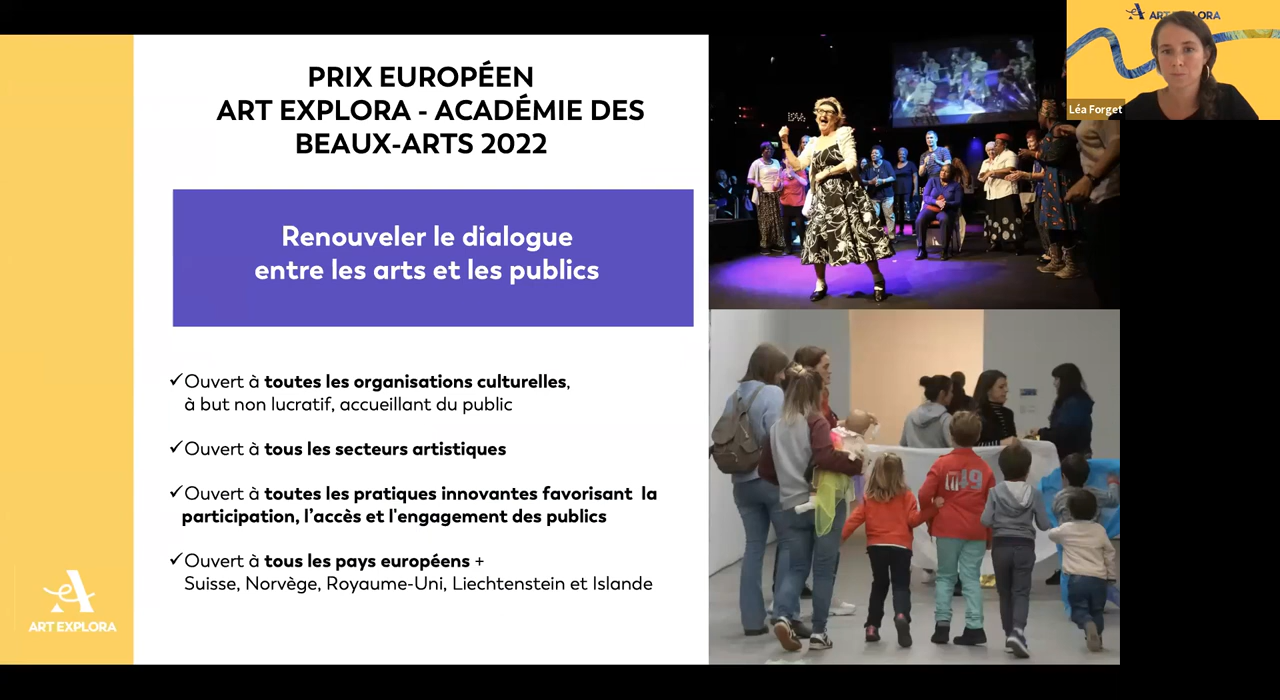 PRIX EUROPÉEN
ART EXPLORA - ACADÉMIE DES
BEAUX-ARTS 2022
Renouveler le dialogue
entre les arts et les publics
✓Ouvert à toutes les organisations culturelles,
à but non lucratif, accueillant du public
✓Ouvert à tous les secteurs artistiques
✓Ouvert à toutes les pratiques innovantes favorisant la
participation, l’accès et l'engagement des publics
✓Ouvert à tous les pays européens +
Suisse, Norvège, Royaume-Uni, Liechtenstein et Islande
ART EXPLORA
Léa Forget
49